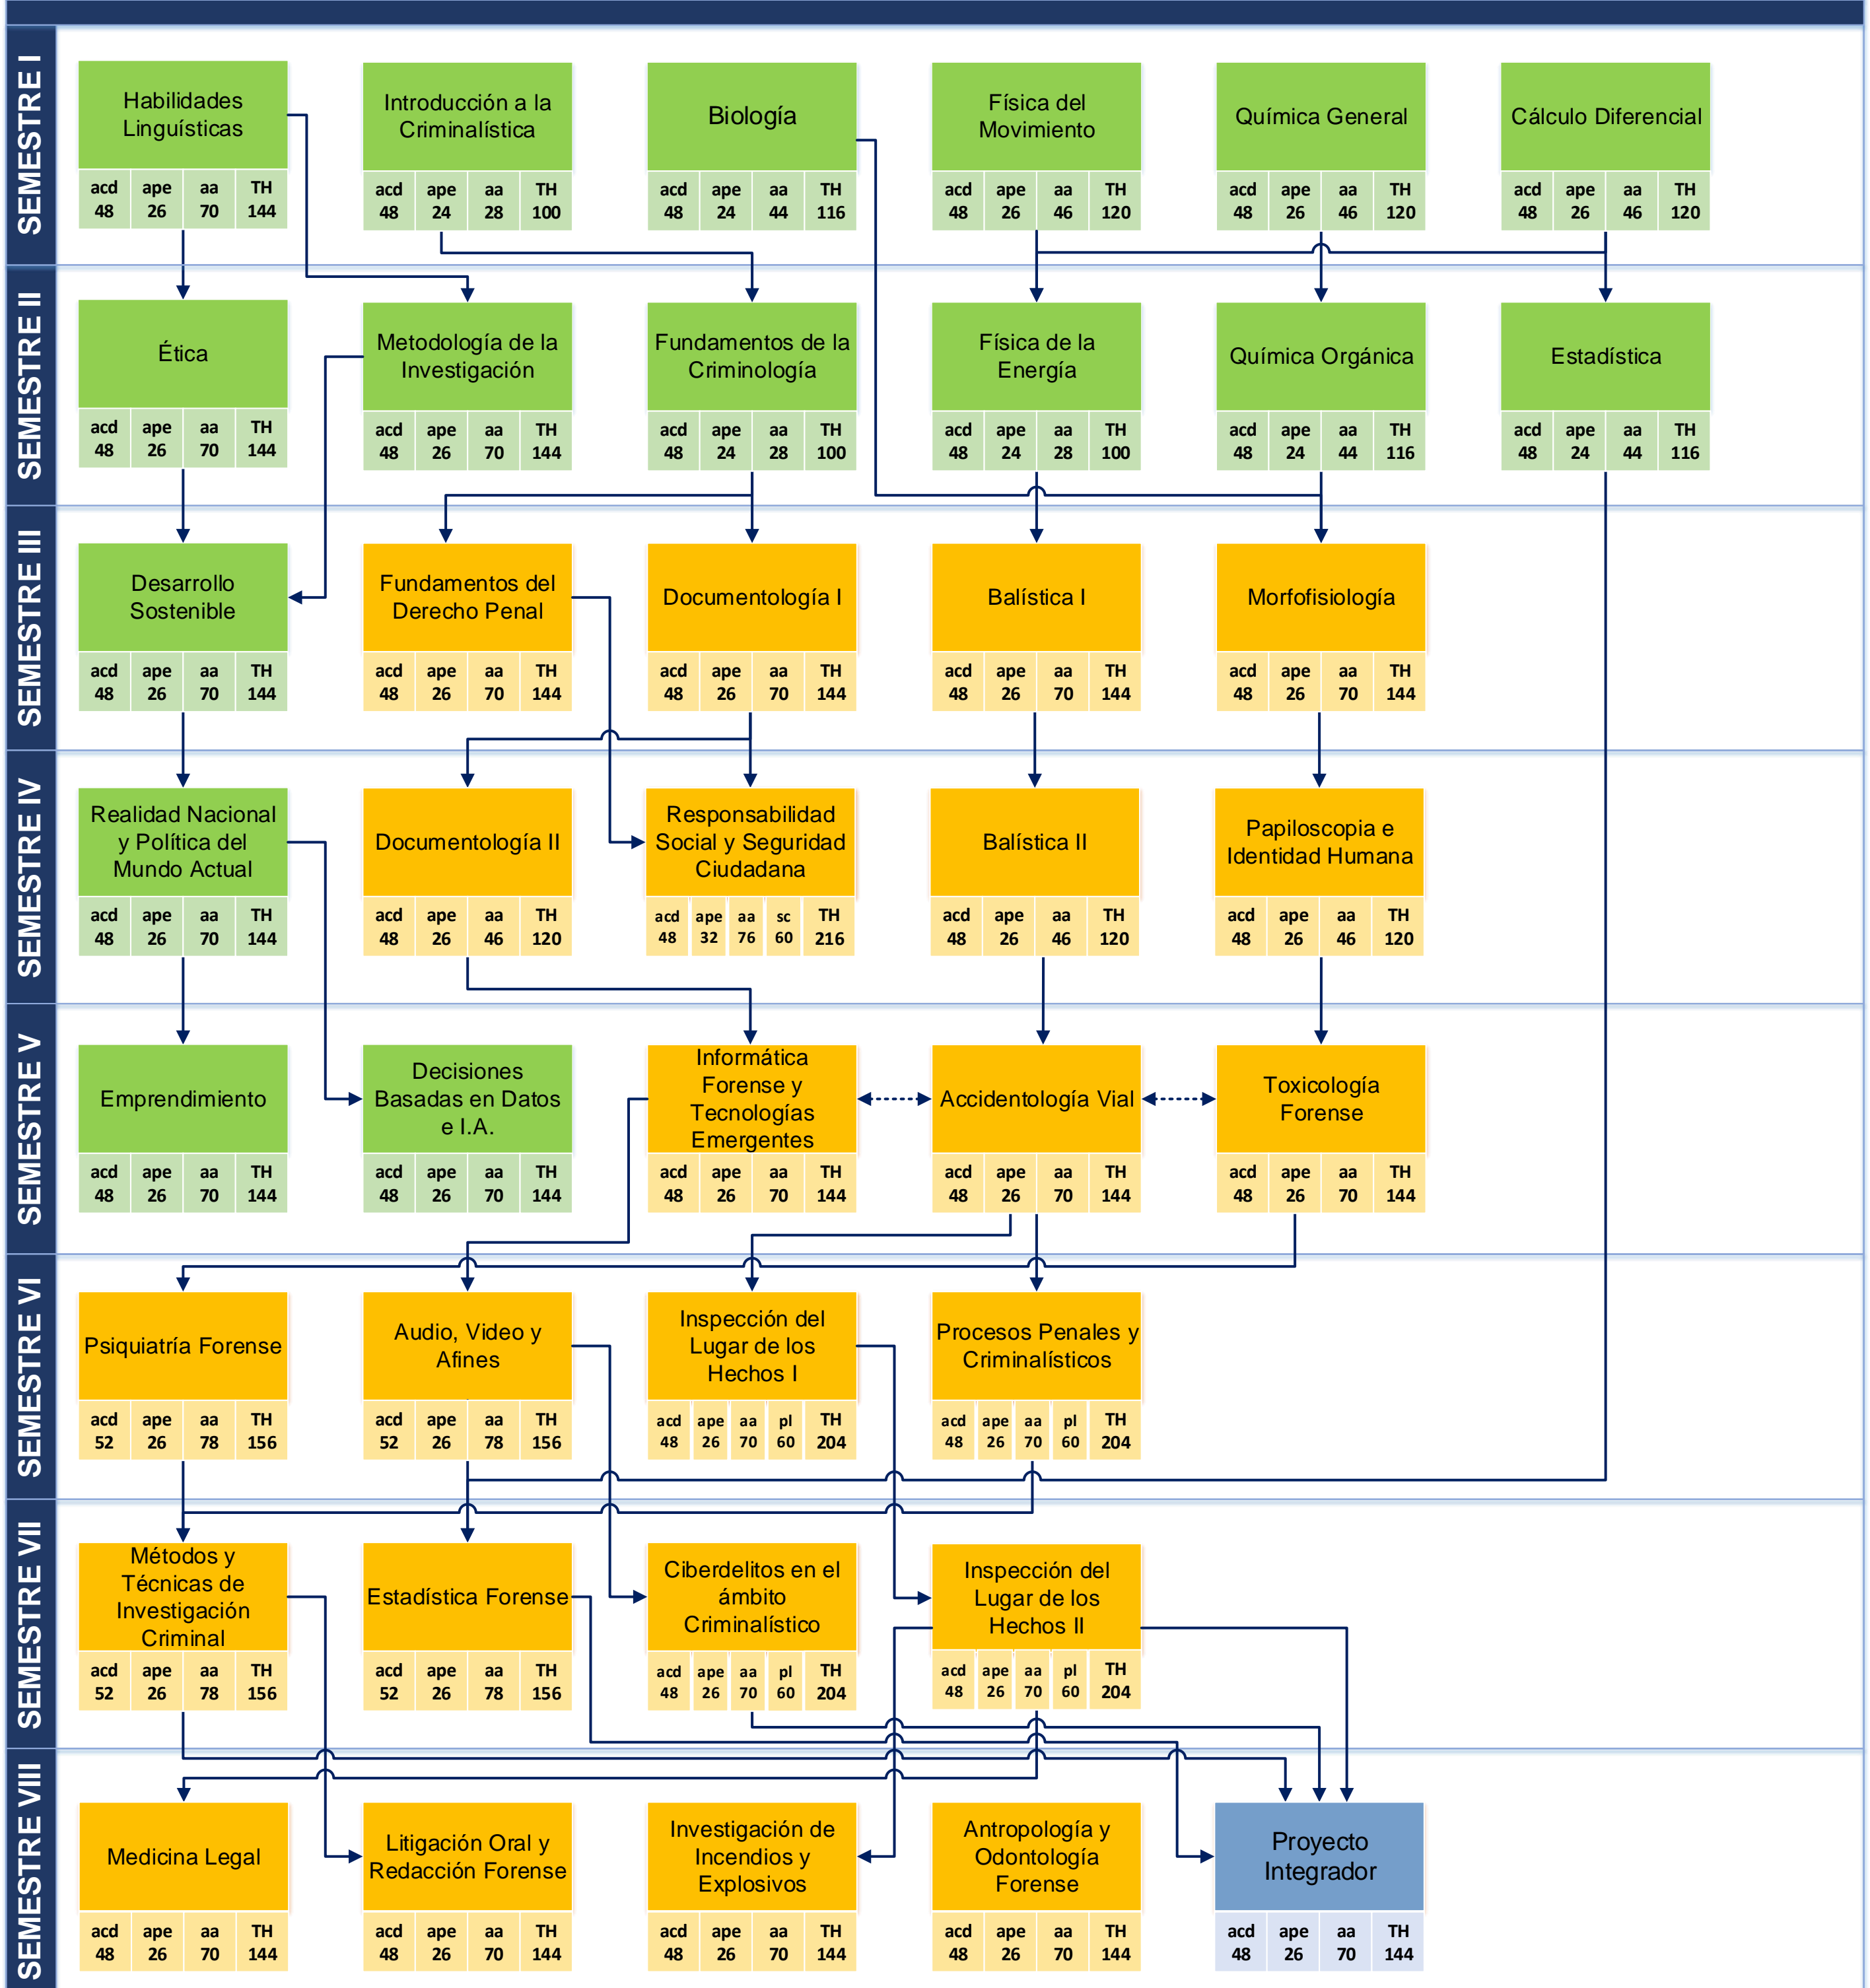 SEMESTRE I
Habilidades
Linguísticas
acd ape aa TH
48 26 70 144
Introducción a la
Criminalística
acd ape aa TH
48 24 28 100
Biología
acd ape aa TH
48 24 44 116
Física del
Movimiento
acd ape aa TH
48 26 46 120
Química General
acd ape aa TH
48 26 46 120
Cálculo Diferencial
acd ape aa TH
48 26 46 120
SEMESTRE II
Ética
acd ape aa TH
48 26 70 144
Metodología de la
Investigación
acd ape aa TH
48 26 70 144
Fundamentos de la
Criminología
acd ape aa TH
48 24 28 100
Física de la
Energía
acd ape aa TH
48 24 28 100
Química Orgánica
acd ape aa TH
48 24 44 116
Estadística
acd ape aa TH
48 24 44 116
SEMESTRE III
Desarrollo
Sostenible
acd ape aa TH
48 26 70 144
Fundamentos del
Derecho Penal
acd ape aa TH
48 26 70 144
Documentología I
acd ape aa TH
48 26 70 144
Balística I
acd ape aa TH
48 26 70 144
Morfofisiología
acd ape aa TH
48 26 70 144
SEMESTRE IV
Realidad Nacional
y Política del
Mundo Actual
acd ape aa TH
48 26 70 144
Documentología II
acd ape aa TH
48 26 46 120
Responsabilidad
Social y Seguridad
Ciudadana
acd ape aa sc TH
48 32 76 60 216
Balística II
acd ape aa TH
48 26 46 120
Papiloscopia e
Identidad Humana
acd ape aa TH
48 26 46 120
SEMESTRE V
Emprendimiento
acd ape aa TH
48 26 70 144
Decisiones
Basadas en Datos
e I.A.
acd ape aa TH
48 26 70 144
Informática
Forense y
Tecnologías
Emergentes
acd ape aa TH
48 26 70 144
Accidentología Vial
acd ape aa TH
48 26 70 144
Toxicología
Forense
acd ape aa TH
48 26 70 144
SEMESTRE VI
Psiquiatría Forense
acd ape aa TH
52 26 78 156
Audio, Video y
Afines
acd ape aa TH
52 26 78 156
Inspección del
Lugar de los
Hechos I
acd ape aa pl TH
48 26 70 60 204
Procesos Penales y
Criminalísticos
acd ape aa pl TH
48 26 70 60 204
SEMESTRE VII
Métodos y
Técnicas de
Investigación
Criminal
acd ape aa TH
52 26 78 156
Estadística Forense
acd ape aa TH
52 26 78 156
Ciberdelitos en el
ámbito
Criminalístico
acd ape aa pl TH
48 26 70 60 204
Inspección del
Lugar de los
Hechos II
acd ape aa pl TH
48 26 70 60 204
SEMESTRE VIII
Medicina Legal
acd ape aa TH
48 26 70 144
Litigación Oral y
Redacción Forense
acd ape aa TH
48 26 70 144
Investigación de
Incendios y
Explosivos
acd ape aa TH
48 26 70 144
Antropología y
Odontología
Forense
acd ape aa TH
48 26 70 144
Proyecto
Integrador
acd ape aa TH
48 26 70 144